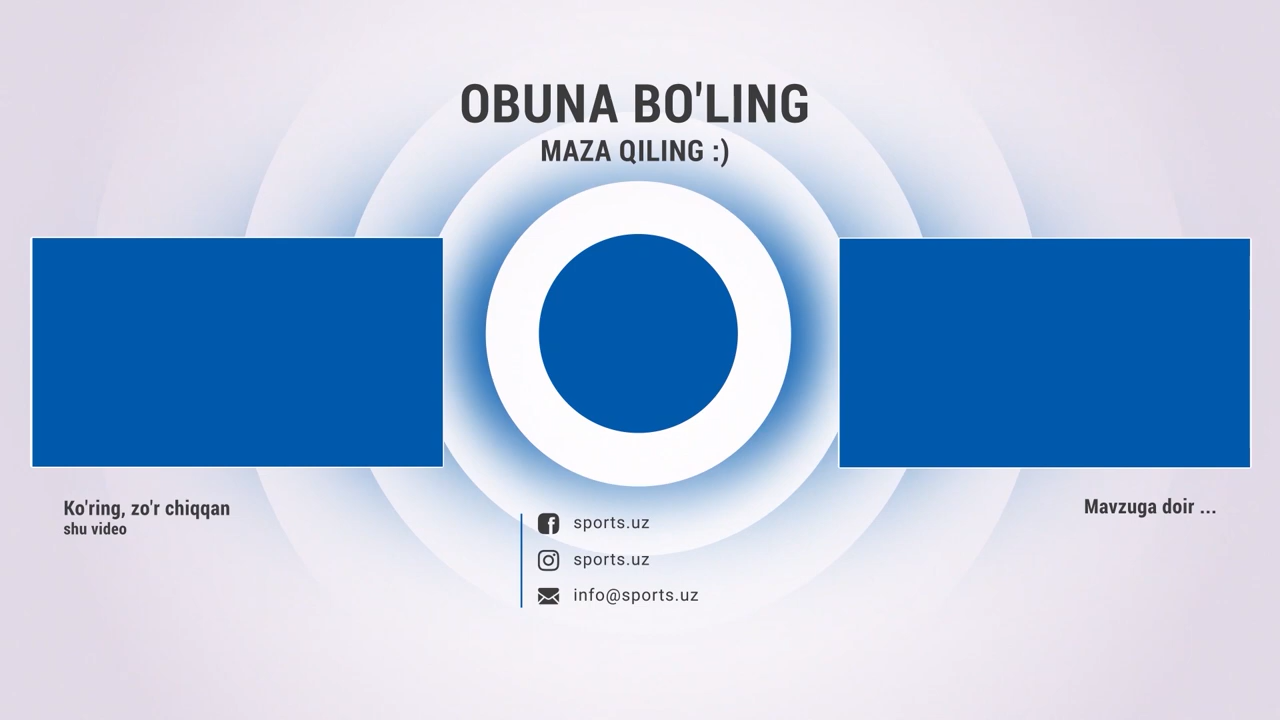 OBUNA BO'LING
MAZA QILING :)
Ko'ring, zo'r chiqqan
shu video
Mavzuga doir ...
sports.uz
sports.uz
info@sports.uz